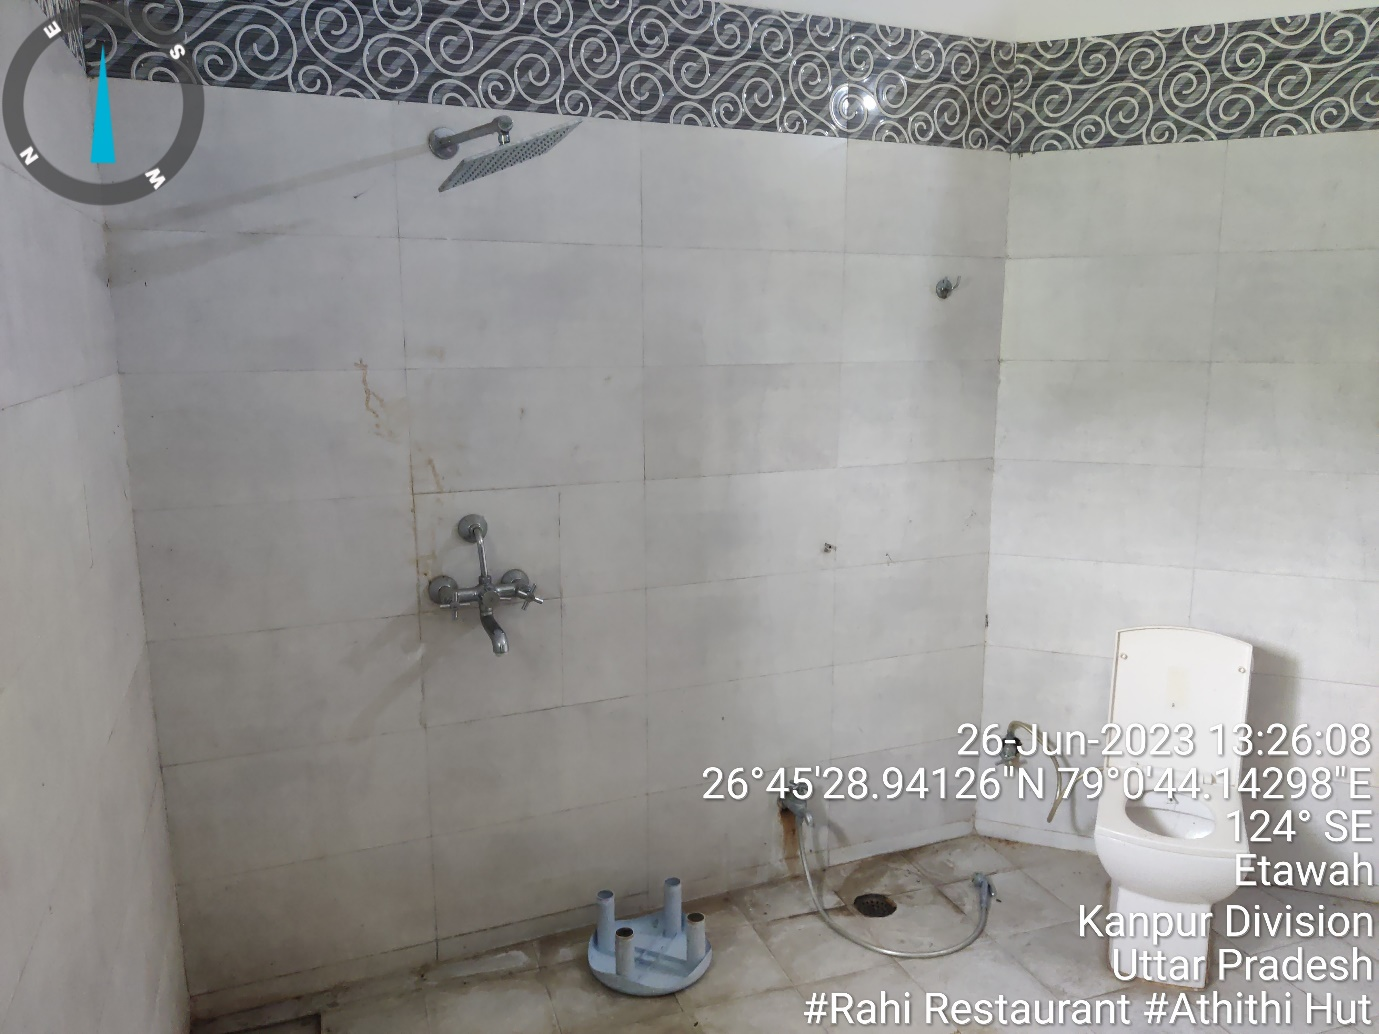 E
S
N
W
26-Jun-2023 13:26:08
26°45'28.94126"N 79°0'44.14298"E
124° SE
Etawah
Kanpur Division
Uttar Pradesh
#Rahi Restaurant #Athithi Hut